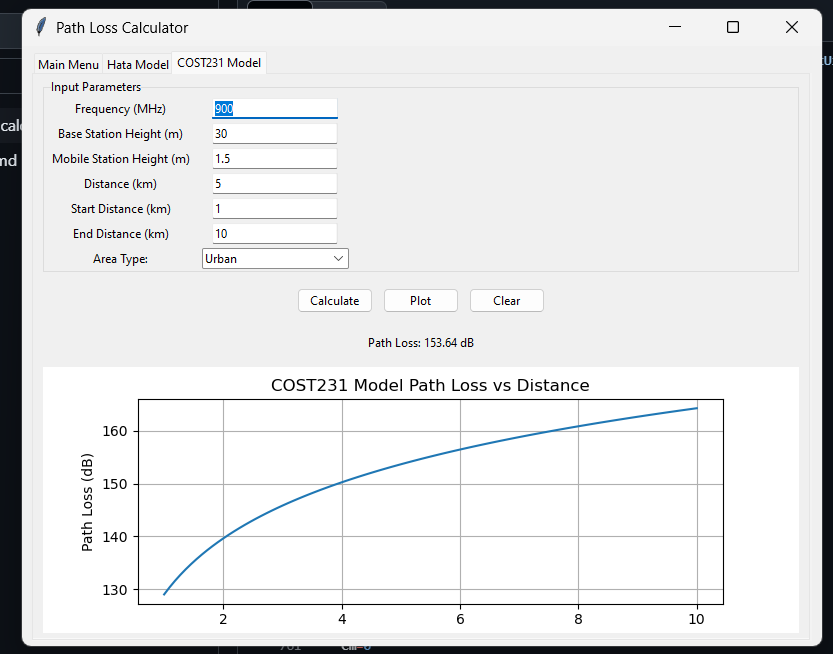 Path Loss Calculator
Main Menu Hata Model COST231 Model
Input Parameters
Frequency (MHz) 900
Base Station Height (m) 30
Mobile Station Height (m) 1.5
Distance (km) 5
Start Distance (km) 1
End Distance (km) 10
Area Type: Urban
Calculate Plot Clear
Path Loss: 153.64 dB
COST231 Model Path Loss vs Distance
Path Loss (dB)
160
150
140
130
2 4 6 8 10